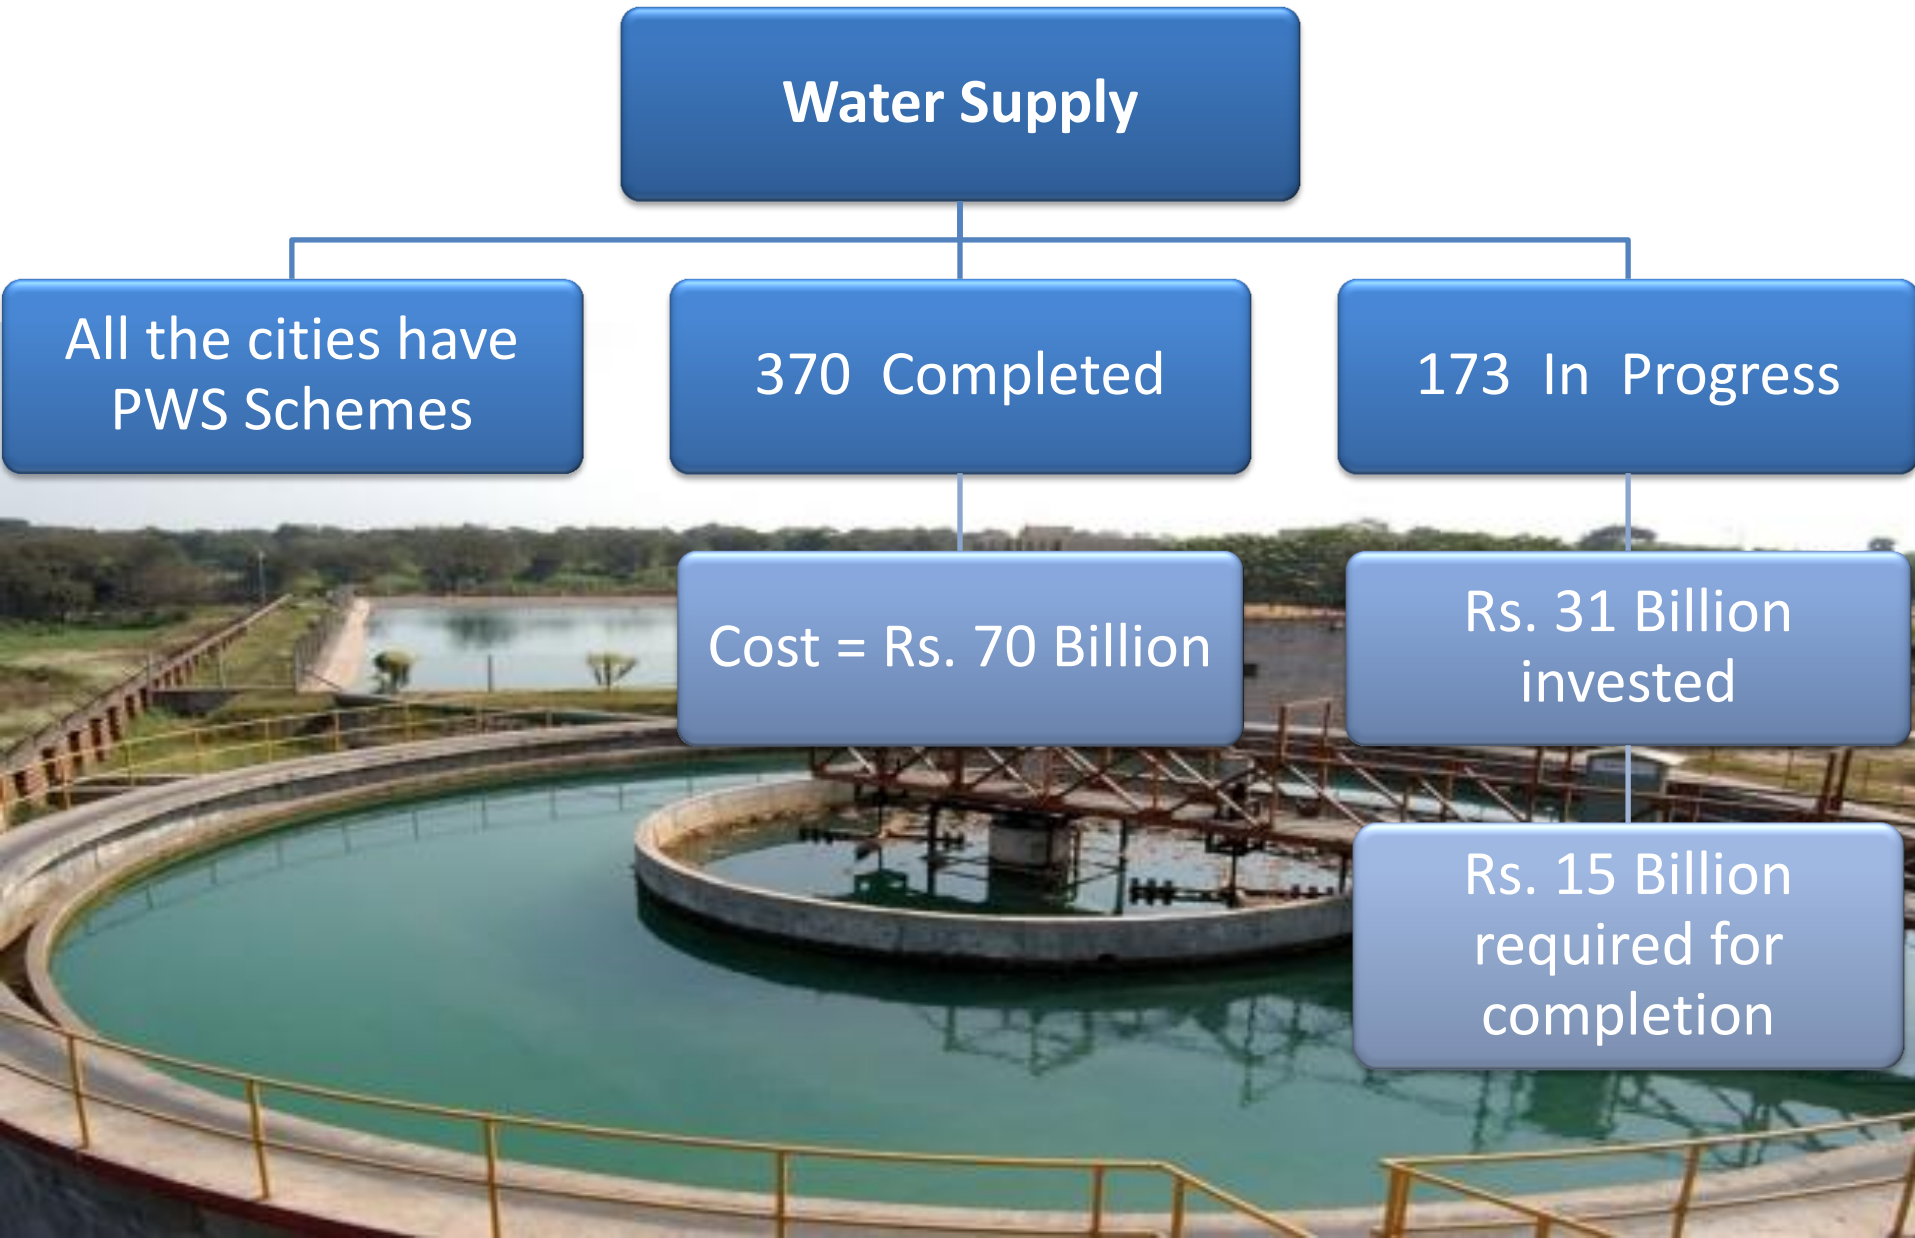 Water Supply
All the cities have
PWS Schemes
370 Completed
173 In Progress
Cost = Rs. 70 Billion
Rs. 31 Billion
invested
Rs. 15 Billion
required for
completion